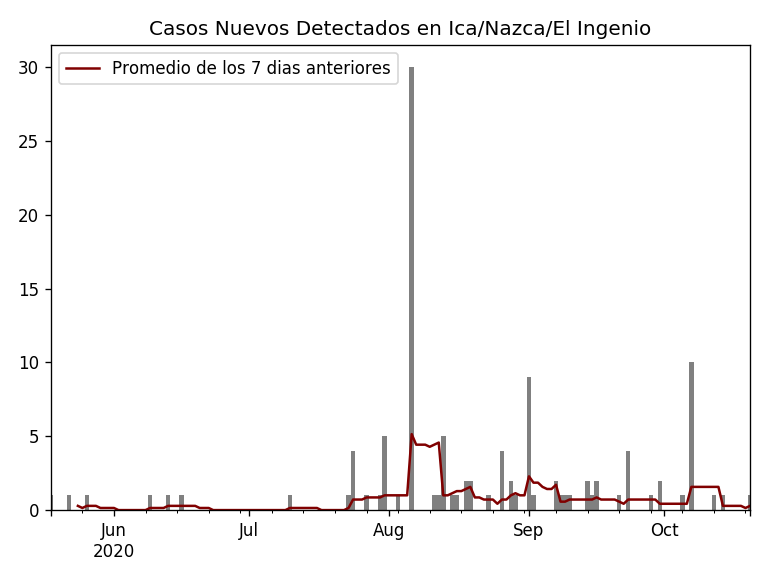 Casos Nuevos Detectados en Ica/Nazca/El Ingenio
Promedio de los 7 dias anteriores
30
25
20
15
10
5
0
Jun Jul Aug Sep Oct
2020